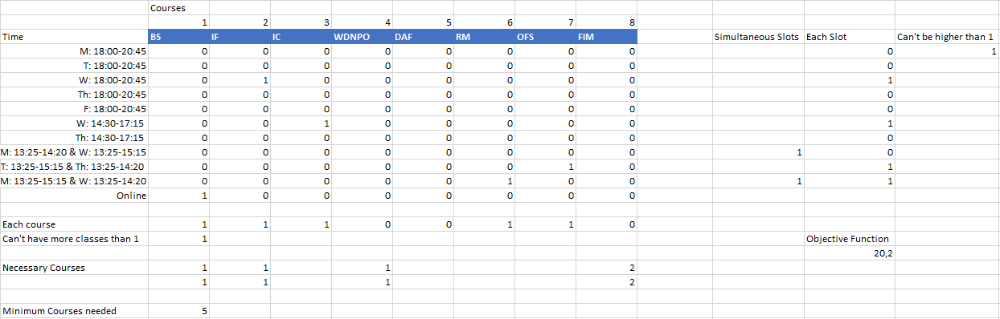 Courses
1 2 3 4 5 6 7 8
Time BS IF IC WDNPO DAF RM OFS FIM Simultaneous Slots Each Slot Can't be higher than 1
M: 18:00-20:45 0 0 0 0 0 0 0 0 0 1
T: 18:00-20:45 0 0 0 0 0 0 0 0 0
W: 18:00-20:45 0 1 0 0 0 0 0 0 1
Th: 18:00-20:45 0 0 0 0 0 0 0 0 0
F: 18:00-20:45 0 0 0 0 0 0 0 0 0
W: 14:30-17:15 0 0 1 0 0 0 0 0 1
Th: 14:30-17:15 0 0 0 0 0 0 0 0 0
M: 13:25-14:20 & W: 13:25-15:15 0 0 0 0 0 0 0 0 1 0
T: 13:25-15:15 & Th: 13:25-14:20 0 0 0 0 0 0 1 0 1
M: 13:25-15:15 & W: 13:25-14:20 0 0 0 0 0 1 0 0 1 1
Online 1 0 0 0 0 0 0 0
Each course 1 1 1 0 0 1 1 0
Can't have more classes than 1 1 Objective Function
20,2
Necessary Courses 1 1 1 2
1 1 1 2
Minimum Courses needed 5